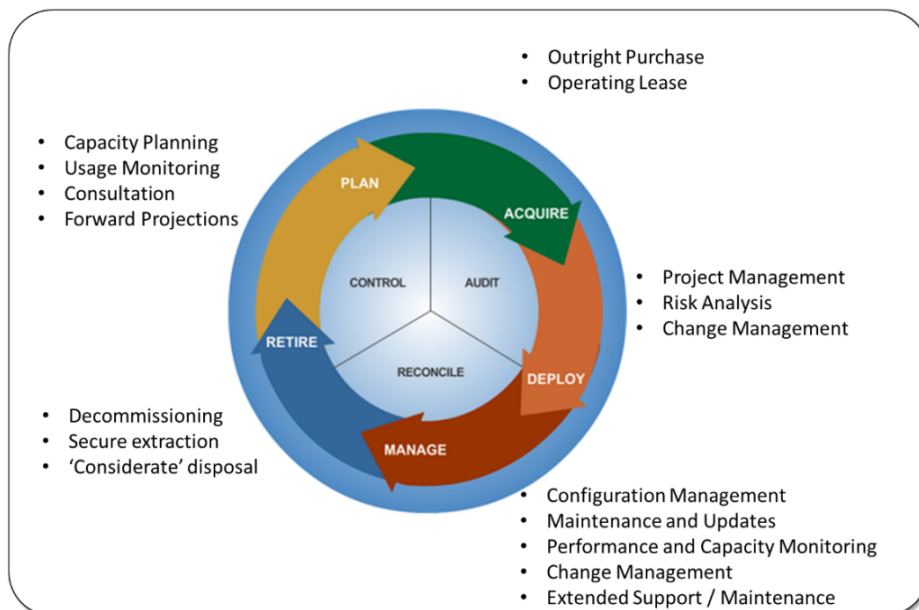 • Outright Purchase
• Operating Lease
• Capacity Planning
• Usage Monitoring
• Consultation
• Forward Projections
PLAN
ACQUIRE
CONTROL
AUDIT
• Project Management
• Risk Analysis
• Change Management
RETIRE
RECONCILE
DEPLOY
• Decommissioning
• Secure extraction
• ‘Considerate’ disposal
MANAGE
• Configuration Management
• Maintenance and Updates
• Performance and Capacity Monitoring
• Change Management
• Extended Support / Maintenance